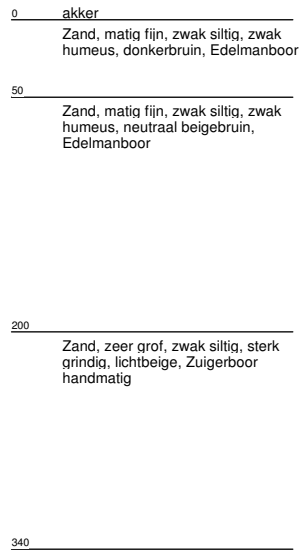 0 akker
Zand, matig fijn, zwak siltig, zwak
humeus, donkerbruin, Edelmanboor
50
Zand, matig fijn, zwak siltig, zwak
humeus, neutraal beigebruin,
Edelmanboor
200
Zand, zeer grof, zwak siltig, sterk
grindig, lichtbeige, Zuigerboor
handmatig
340